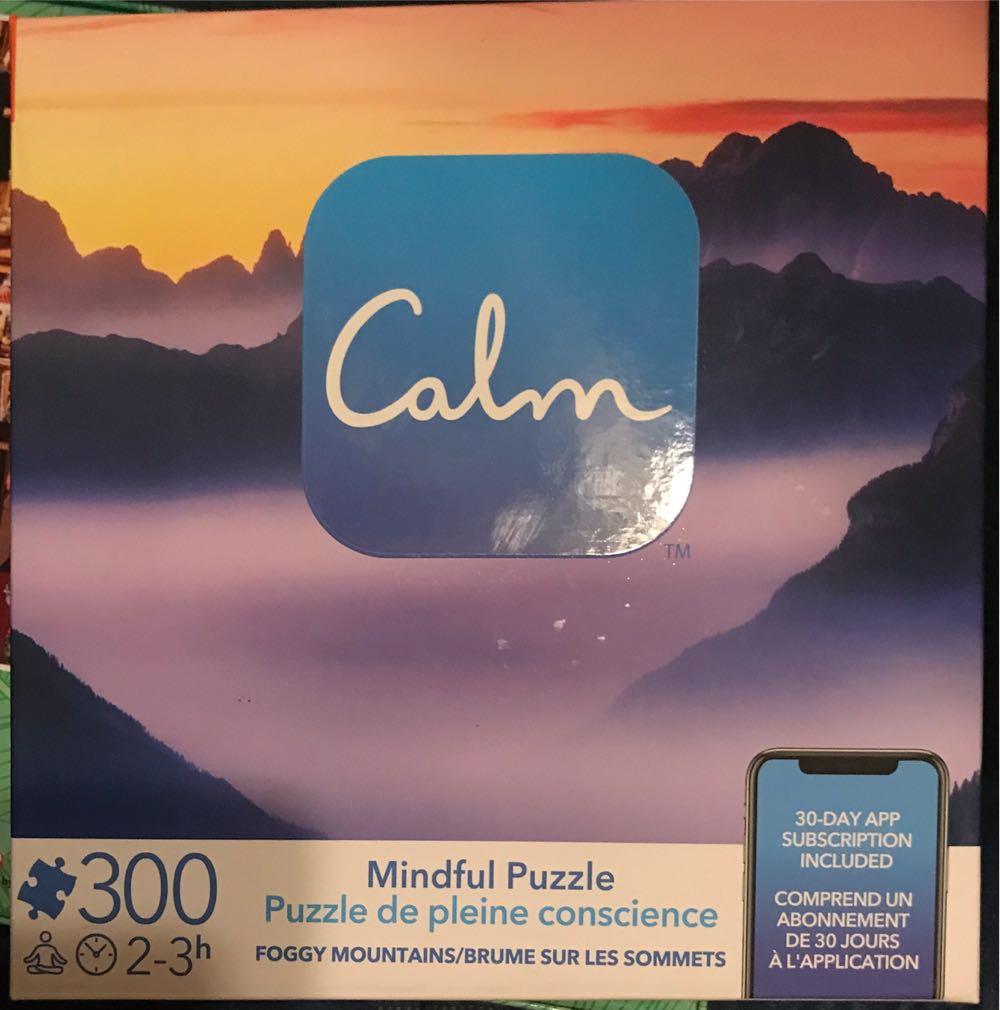 Calm
TM
300
2-3h
Mindful Puzzle
Puzzle de pleine conscience
FOGGY MOUNTAINS/BRUME SUR LES SOMMETS
30-DAY APP
SUBSCRIPTION
INCLUDED
COMPREND UN
ABONNEMENT
DE 30 JOURS
À L'APPLICATION